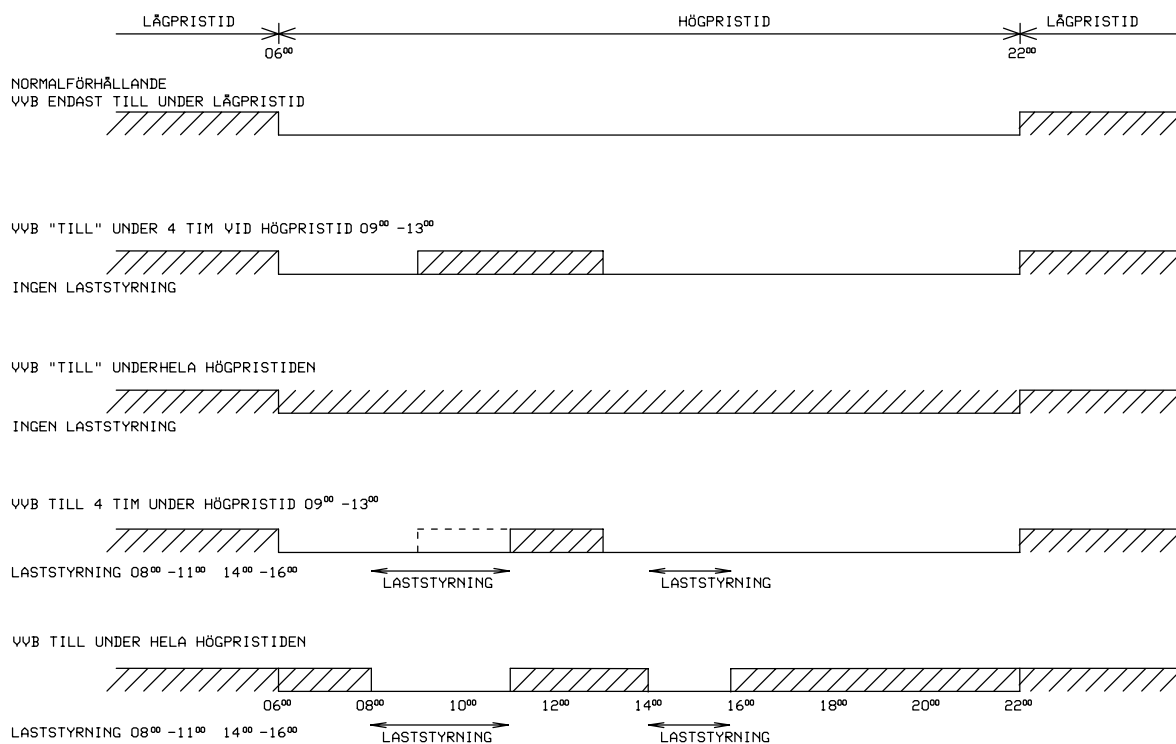 LÅGPRISTID HÖGPRISTID LÅGPRISTID
06⁰⁰ 22⁰⁰
NORMALFÖRHÅLLANDE
VVB ENDAST TILL UNDER LÅGPRISTID
VVB "TILL" UNDER 4 TIM VID HÖGPRISTID 09⁰⁰ -13⁰⁰
INGEN LASTSTYRNING
VVB "TILL" UNDERHELA HÖGPRISTIDEN
INGEN LASTSTYRNING
VVB TILL 4 TIM UNDER HÖGPRISTID 09⁰⁰ -13⁰⁰
LASTSTYRNING 08⁰⁰ -11⁰⁰ 14⁰⁰ -16⁰⁰ LASTSTYRNING LASTSTYRNING
VVB TILL UNDER HELA HÖGPRISTIDEN
06⁰⁰ 08⁰⁰ 10⁰⁰ 12⁰⁰ 14⁰⁰ 16⁰⁰ 18⁰⁰ 20⁰⁰ 22⁰⁰
LASTSTYRNING 08⁰⁰ -11⁰⁰ 14⁰⁰ -16⁰⁰ LASTSTYRNING LASTSTYRNING